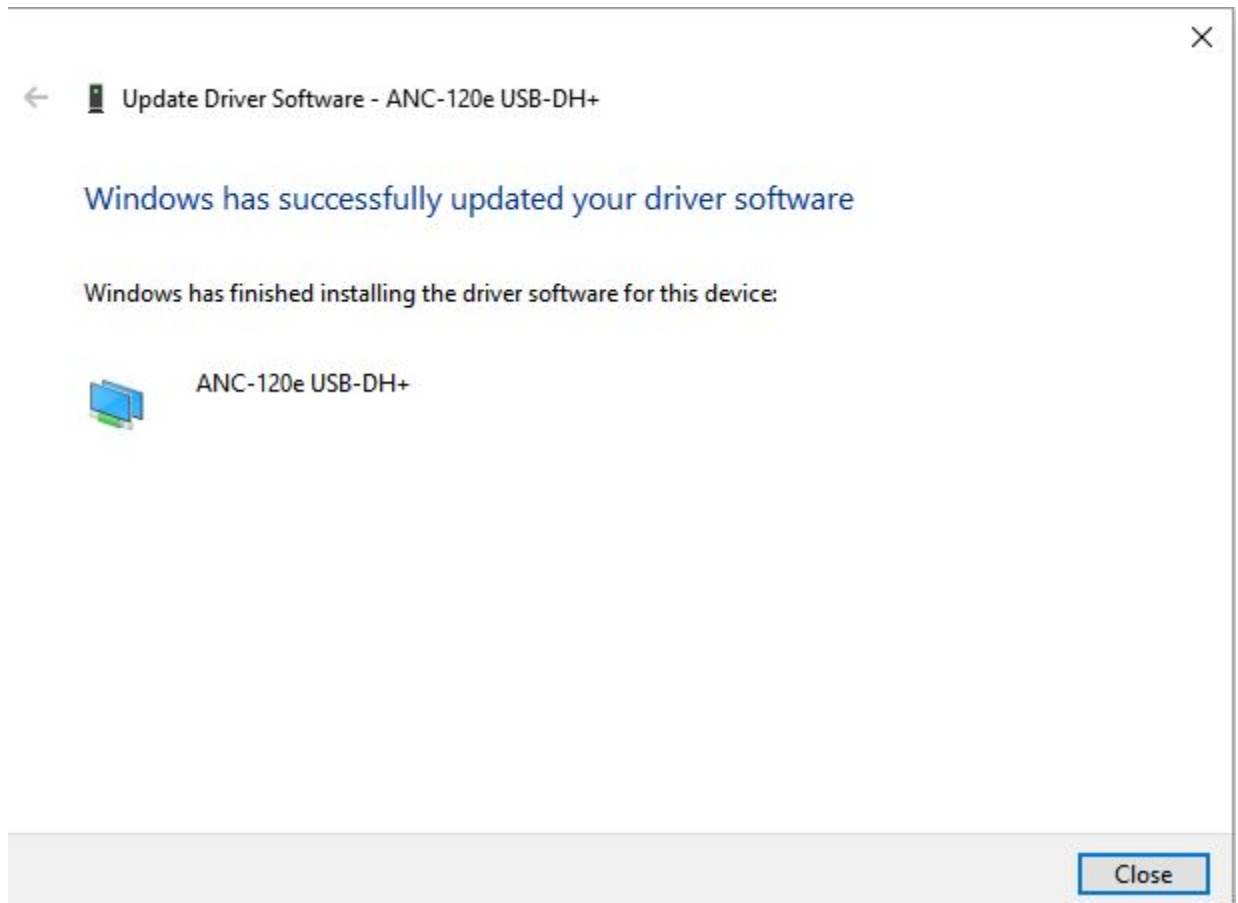 Update Driver Software - ANC-120e USB-DH+
Windows has successfully updated your driver software
Windows has finished installing the driver software for this device:
ANC-120e USB-DH+
Close